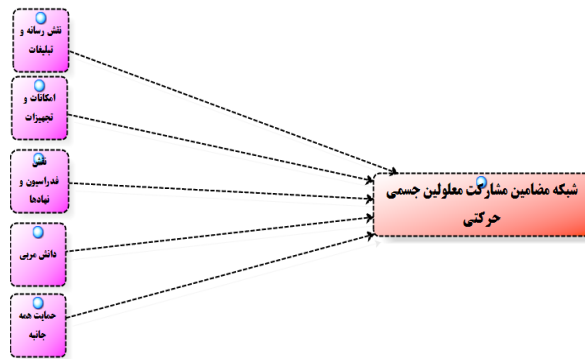 نقش رسانه و
تبلیغات
امکانات و
تجهیزات
نقش
فدراسیون و
نهادها
دانش مربی
حمایت همه
جانبه
شبکه مضامین مشارکت معلولین جسمی
حرکتی